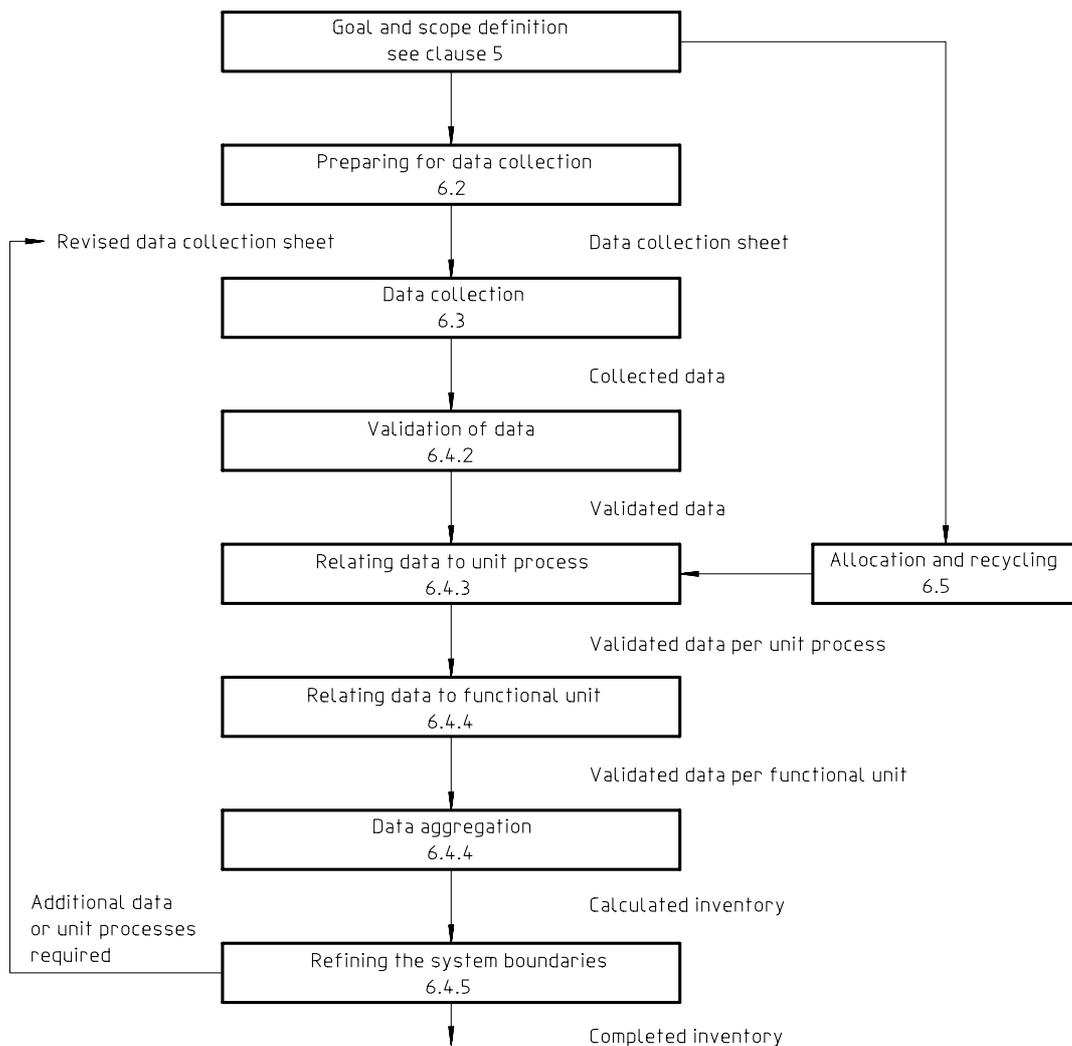 Goal and scope definition
see clause 5
Preparing for data collection
6.2
Revised data collection sheet
Data collection sheet
Data collection
6.3
Collected data
Validation of data
6.4.2
Validated data
Relating data to unit process
6.4.3
Allocation and recycling
6.5
Validated data per unit process
Relating data to functional unit
6.4.4
Validated data per functional unit
Data aggregation
6.4.4
Additional data
or unit processes
required
Calculated inventory
Refining the system boundaries
6.4.5
Completed inventory